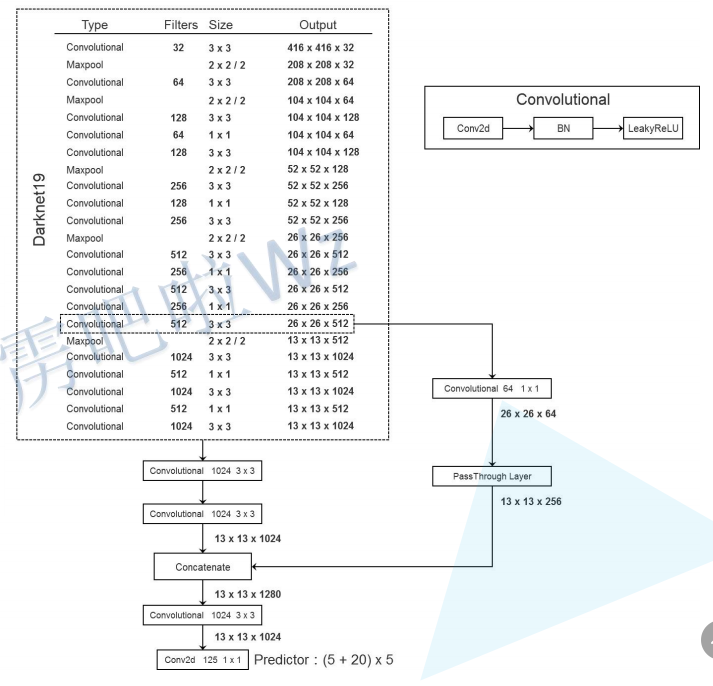 Type Filters Size Output
Convolutional 32 3 x 3 416 x 416 x 32
Maxpool 2 x 2 / 2 208 x 208 x 32
Convolutional 64 3 x 3 208 x 208 x 64
Maxpool 2 x 2 / 2 104 x 104 x 64
Convolutional 128 3 x 3 104 x 104 x 128
Convolutional 64 1 x 1 104 x 104 x 64
Convolutional 128 3 x 3 104 x 104 x 128
Maxpool 2 x 2 / 2 52 x 52 x 128
Convolutional 256 3 x 3 52 x 52 x 256
Convolutional 128 1 x 1 52 x 52 x 128
Convolutional 256 3 x 3 52 x 52 x 256
Maxpool 2 x 2 / 2 26 x 26 x 256
Convolutional 512 3 x 3 26 x 26 x 512
Convolutional 256 1 x 1 26 x 26 x 256
Convolutional 512 3 x 3 26 x 26 x 512
Convolutional 256 1 x 1 26 x 26 x 256
Convolutional 512 3 x 3 26 x 26 x 512
Maxpool 2 x 2 / 2 13 x 13 x 512
Convolutional 1024 3 x 3 13 x 13 x 1024
Convolutional 512 1 x 1 13 x 13 x 512
Convolutional 1024 3 x 3 13 x 13 x 1024
Convolutional 512 1 x 1 13 x 13 x 512
Convolutional 1024 3 x 3 13 x 13 x 1024
Darknet19
霹雳吧啦Wz
Convolutional
Conv2d BN LeakyReLU
Convolutional 64 1 x 1
26 x 26 x 64
PassThrough Layer
13 x 13 x 256
Convolutional 1024 3 x 3
Convolutional 1024 3 x 3
13 x 13 x 1024
Concatenate
13 x 13 x 1280
Convolutional 1024 3 x 3
13 x 13 x 1024
Conv2d 125 1 x 1 Predictor : (5 + 20) x 5